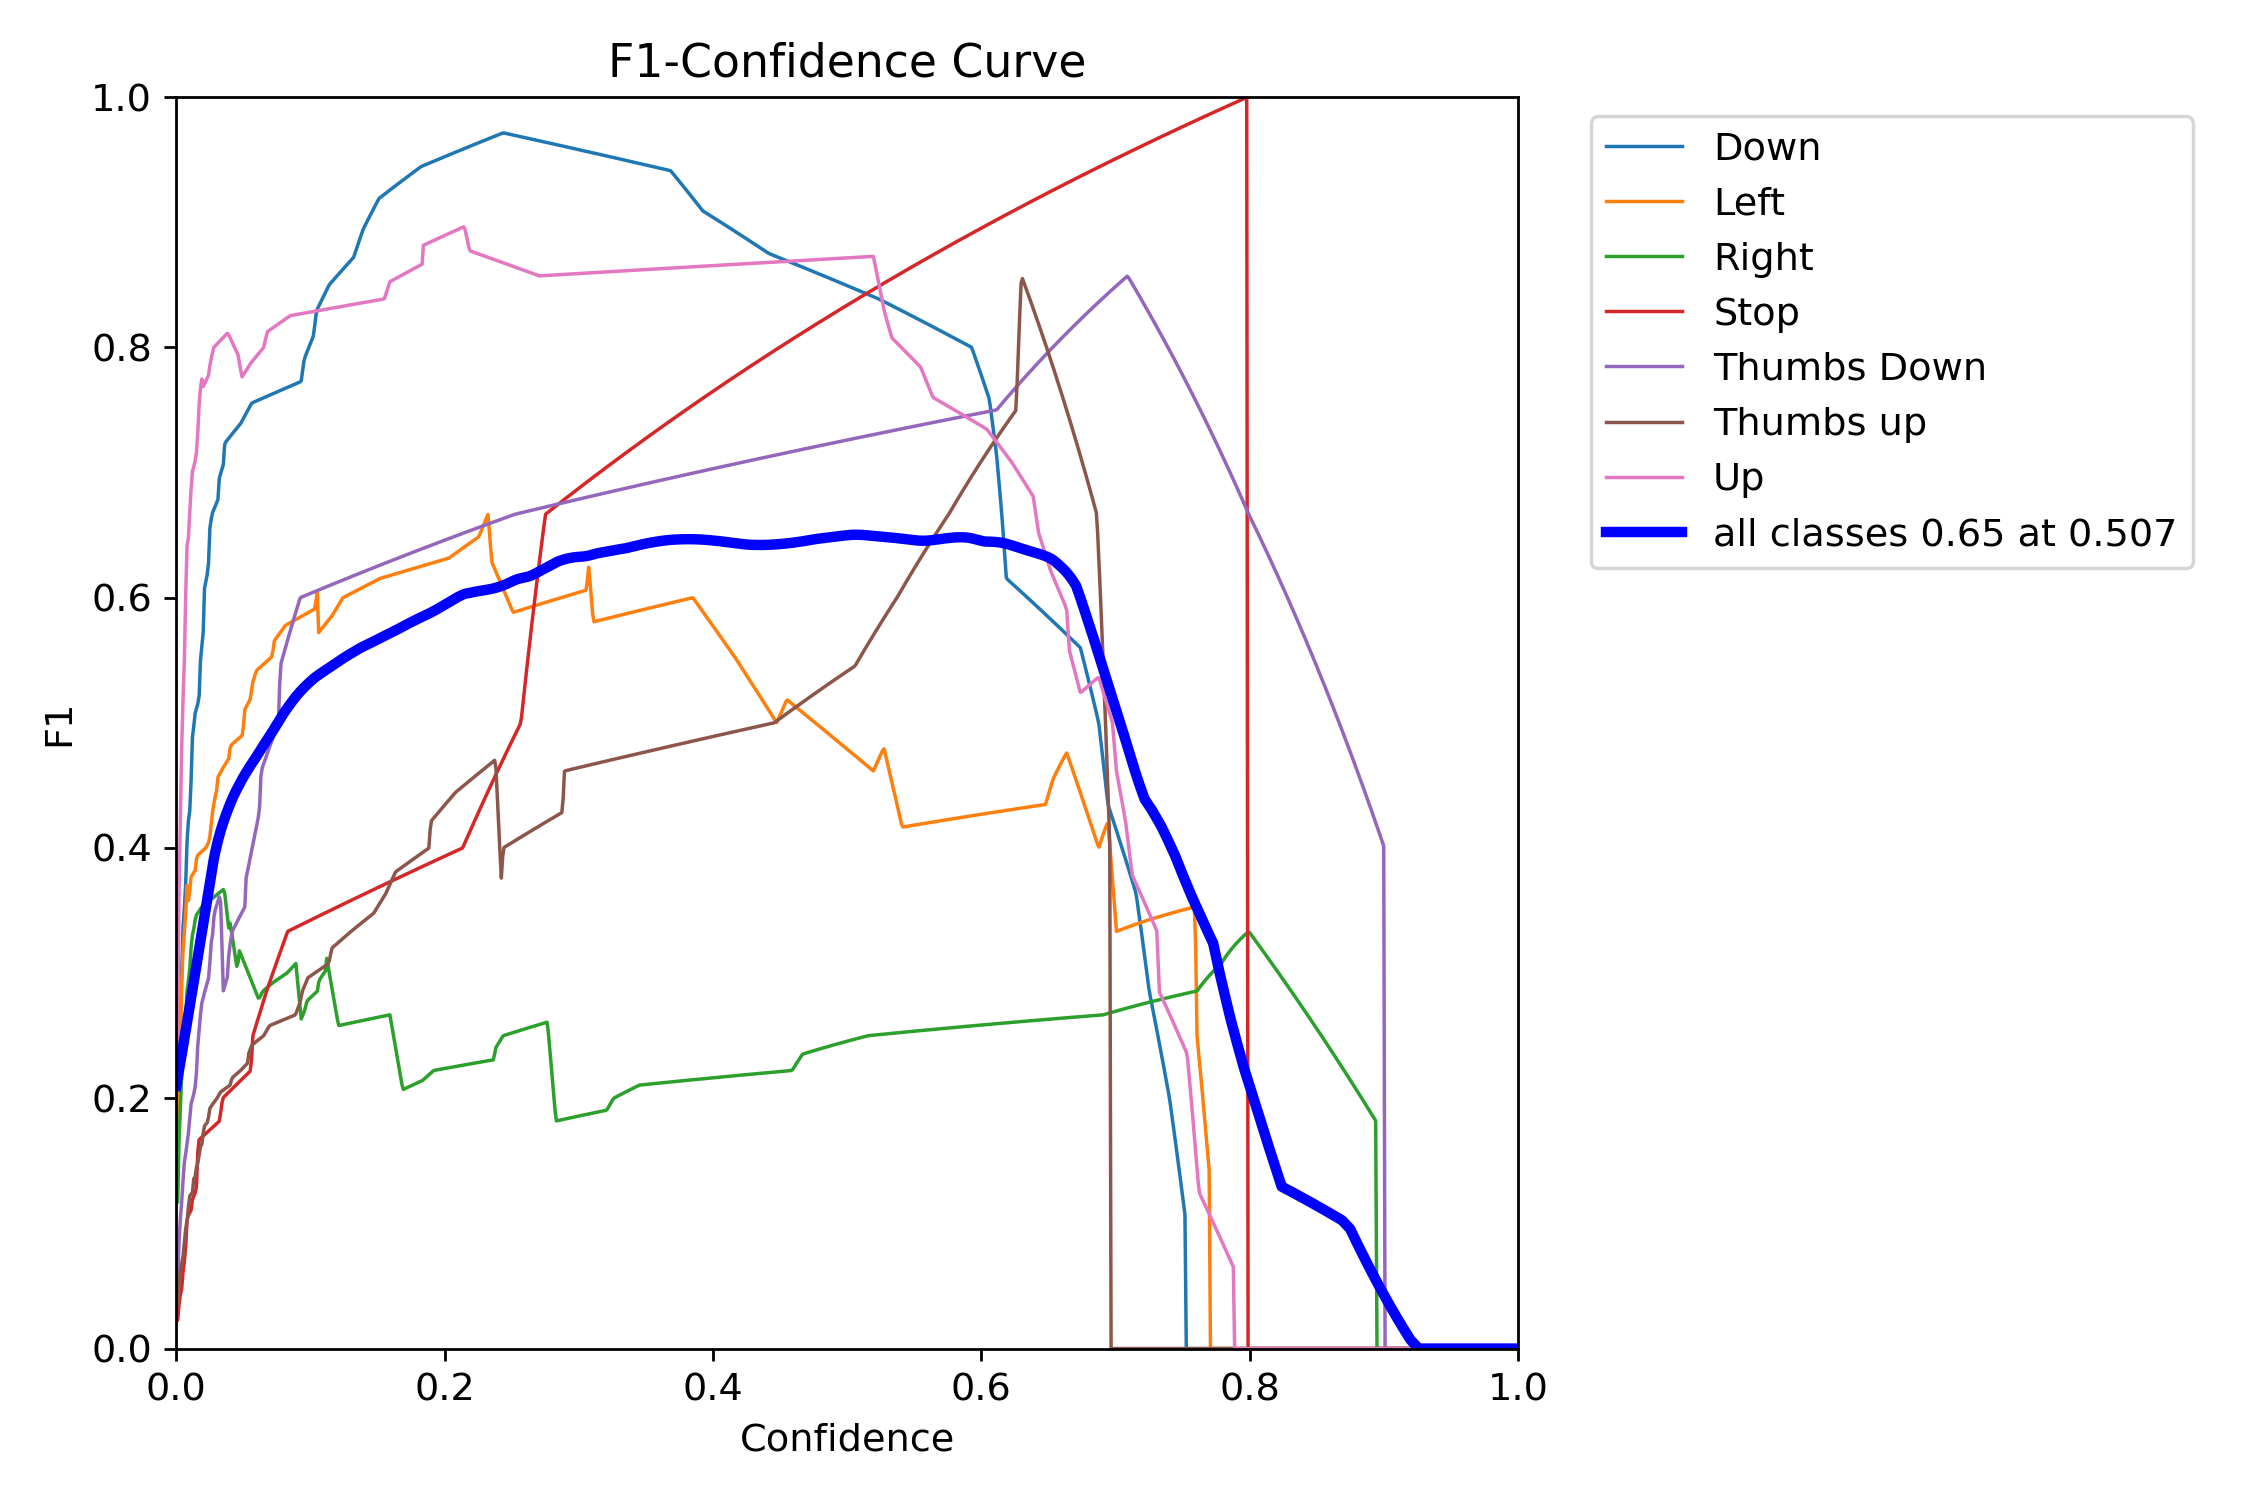 F1-Confidence Curve
1.0
0.8
0.6
0.4
0.2
0.0
F1
0.0 0.2 0.4 0.6 0.8 1.0
Confidence
Down
Left
Right
Stop
Thumbs Down
Thumbs up
Up
all classes 0.65 at 0.507